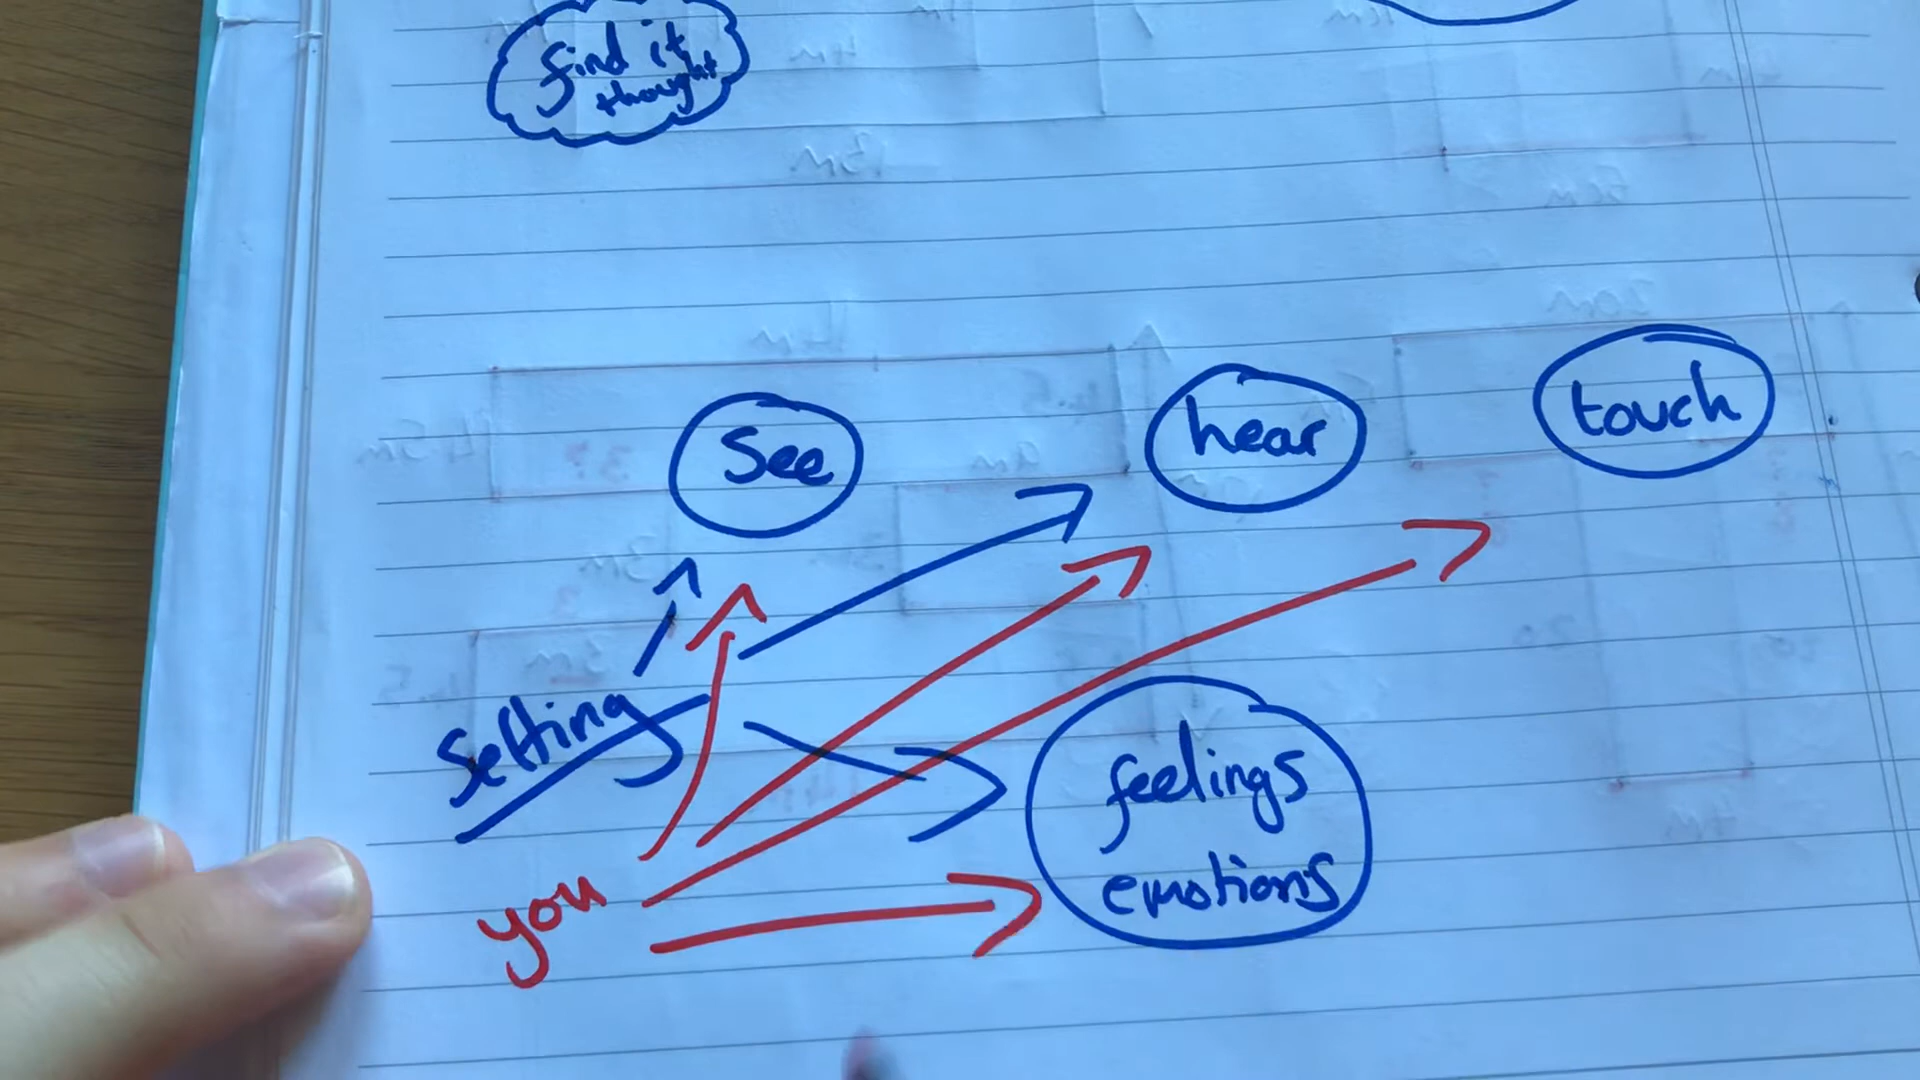 find it
thought
See
hear
touch
Setting
feelings
emotions
you